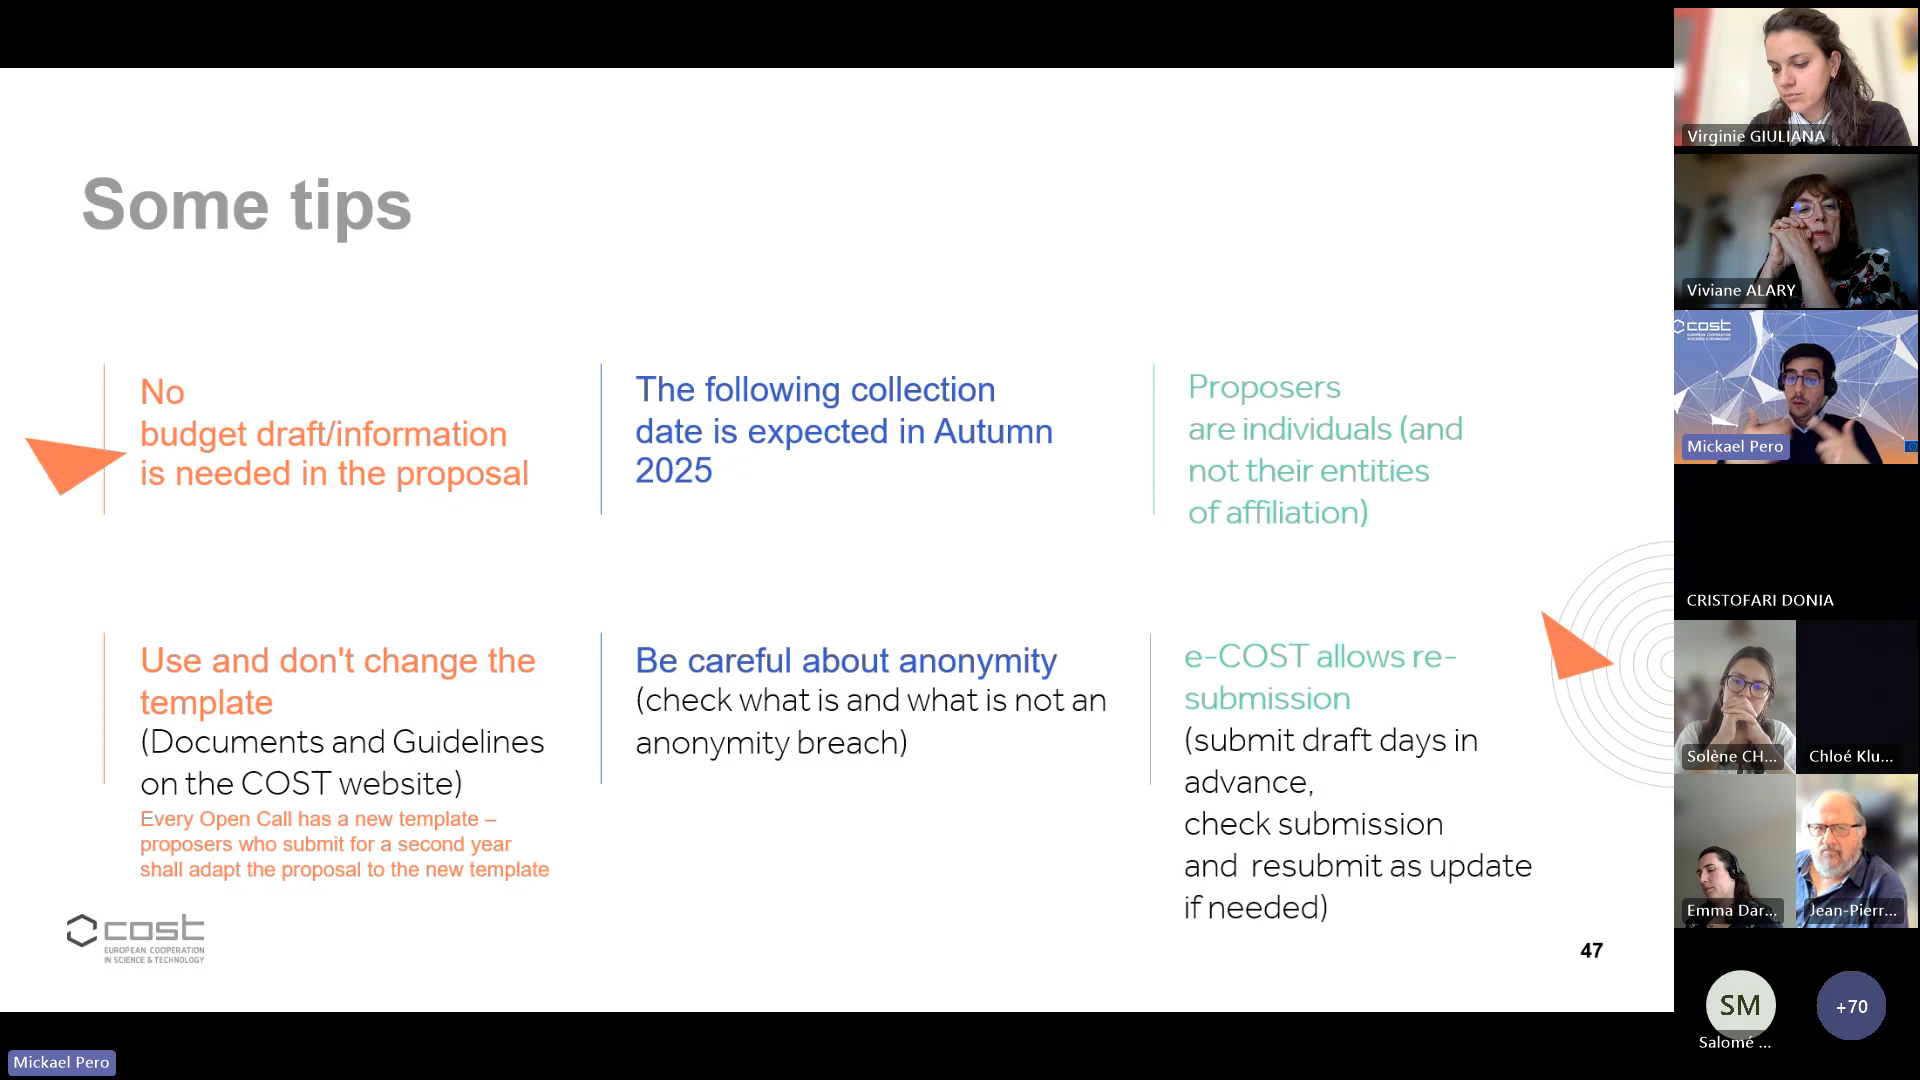 Some tips
No
budget draft/information
is needed in the proposal
The following collection
date is expected in Autumn
2025
Proposers
are individuals (and
not their entities
of affiliation)
Use and don't change the
template
(Documents and Guidelines
on the COST website)
Every Open Call has a new template –
proposers who submit for a second year
shall adapt the proposal to the new template
Be careful about anonymity
(check what is and what is not an
anonymity breach)
e-COST allows re-
submission
(submit draft days in
advance,
check submission
and resubmit as update
if needed)
cost
EUROPEAN COOPERATION
IN SCIENCE & TECHNOLOGY
47
Mickael Pero
Virginie GIULIANA
Viviane ALARY
cost
EUROPEAN COOPERATION
IN SCIENCE & TECHNOLOGY
Mickael Pero
CRISTOFARI DONIA
Solène CH...
Chloé Klu...
Emma Dar...
Jean-Pierr...
SM
Salomé ...
+70